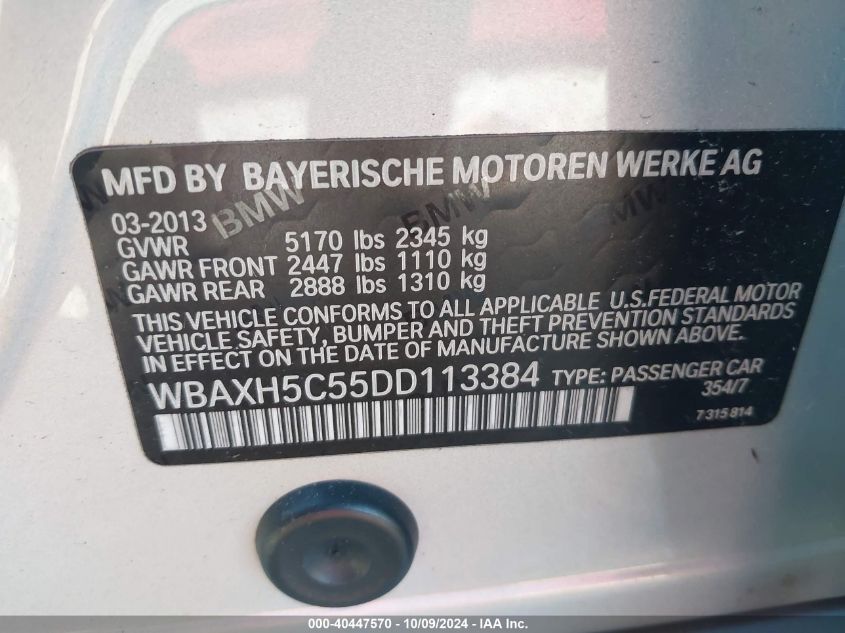 MFD BY BAYERISCHE MOTOREN WERKE AG
BMW BMW BMW
03-2013
GVWR 5170 lbs 2345 kg
GAWR FRONT 2447 lbs 1110 kg
GAWR REAR 2888 lbs 1310 kg
THIS VEHICLE CONFORMS TO ALL APPLICABLE U.S.FEDERAL MOTOR
VEHICLE SAFETY, BUMPER AND THEFT PREVENTION STANDARDS
IN EFFECT ON THE DATE OF MANUFACTURE SHOWN ABOVE.
WBAXH5C55DD113384 TYPE: PASSENGER CAR
354/7
7 315 814
000-40447570 - 10/09/2024 - IAA Inc.